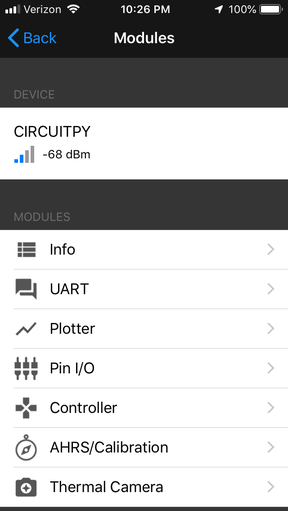 Verizon 10:26 PM 100%
Back Modules
DEVICE
CIRCUITPY
-68 dBm
MODULES
Info
UART
Plotter
Pin I/O
Controller
AHRS/Calibration
Thermal Camera